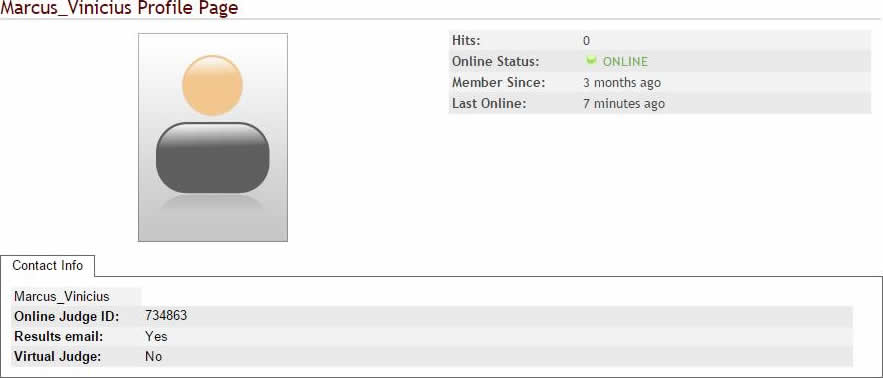 Marcus_Vinicius Profile Page
Hits: 0
Online Status: ONLINE
Member Since: 3 months ago
Last Online: 7 minutes ago
Contact Info
Marcus_Vinicius
Online Judge ID: 734863
Results email: Yes
Virtual Judge: No